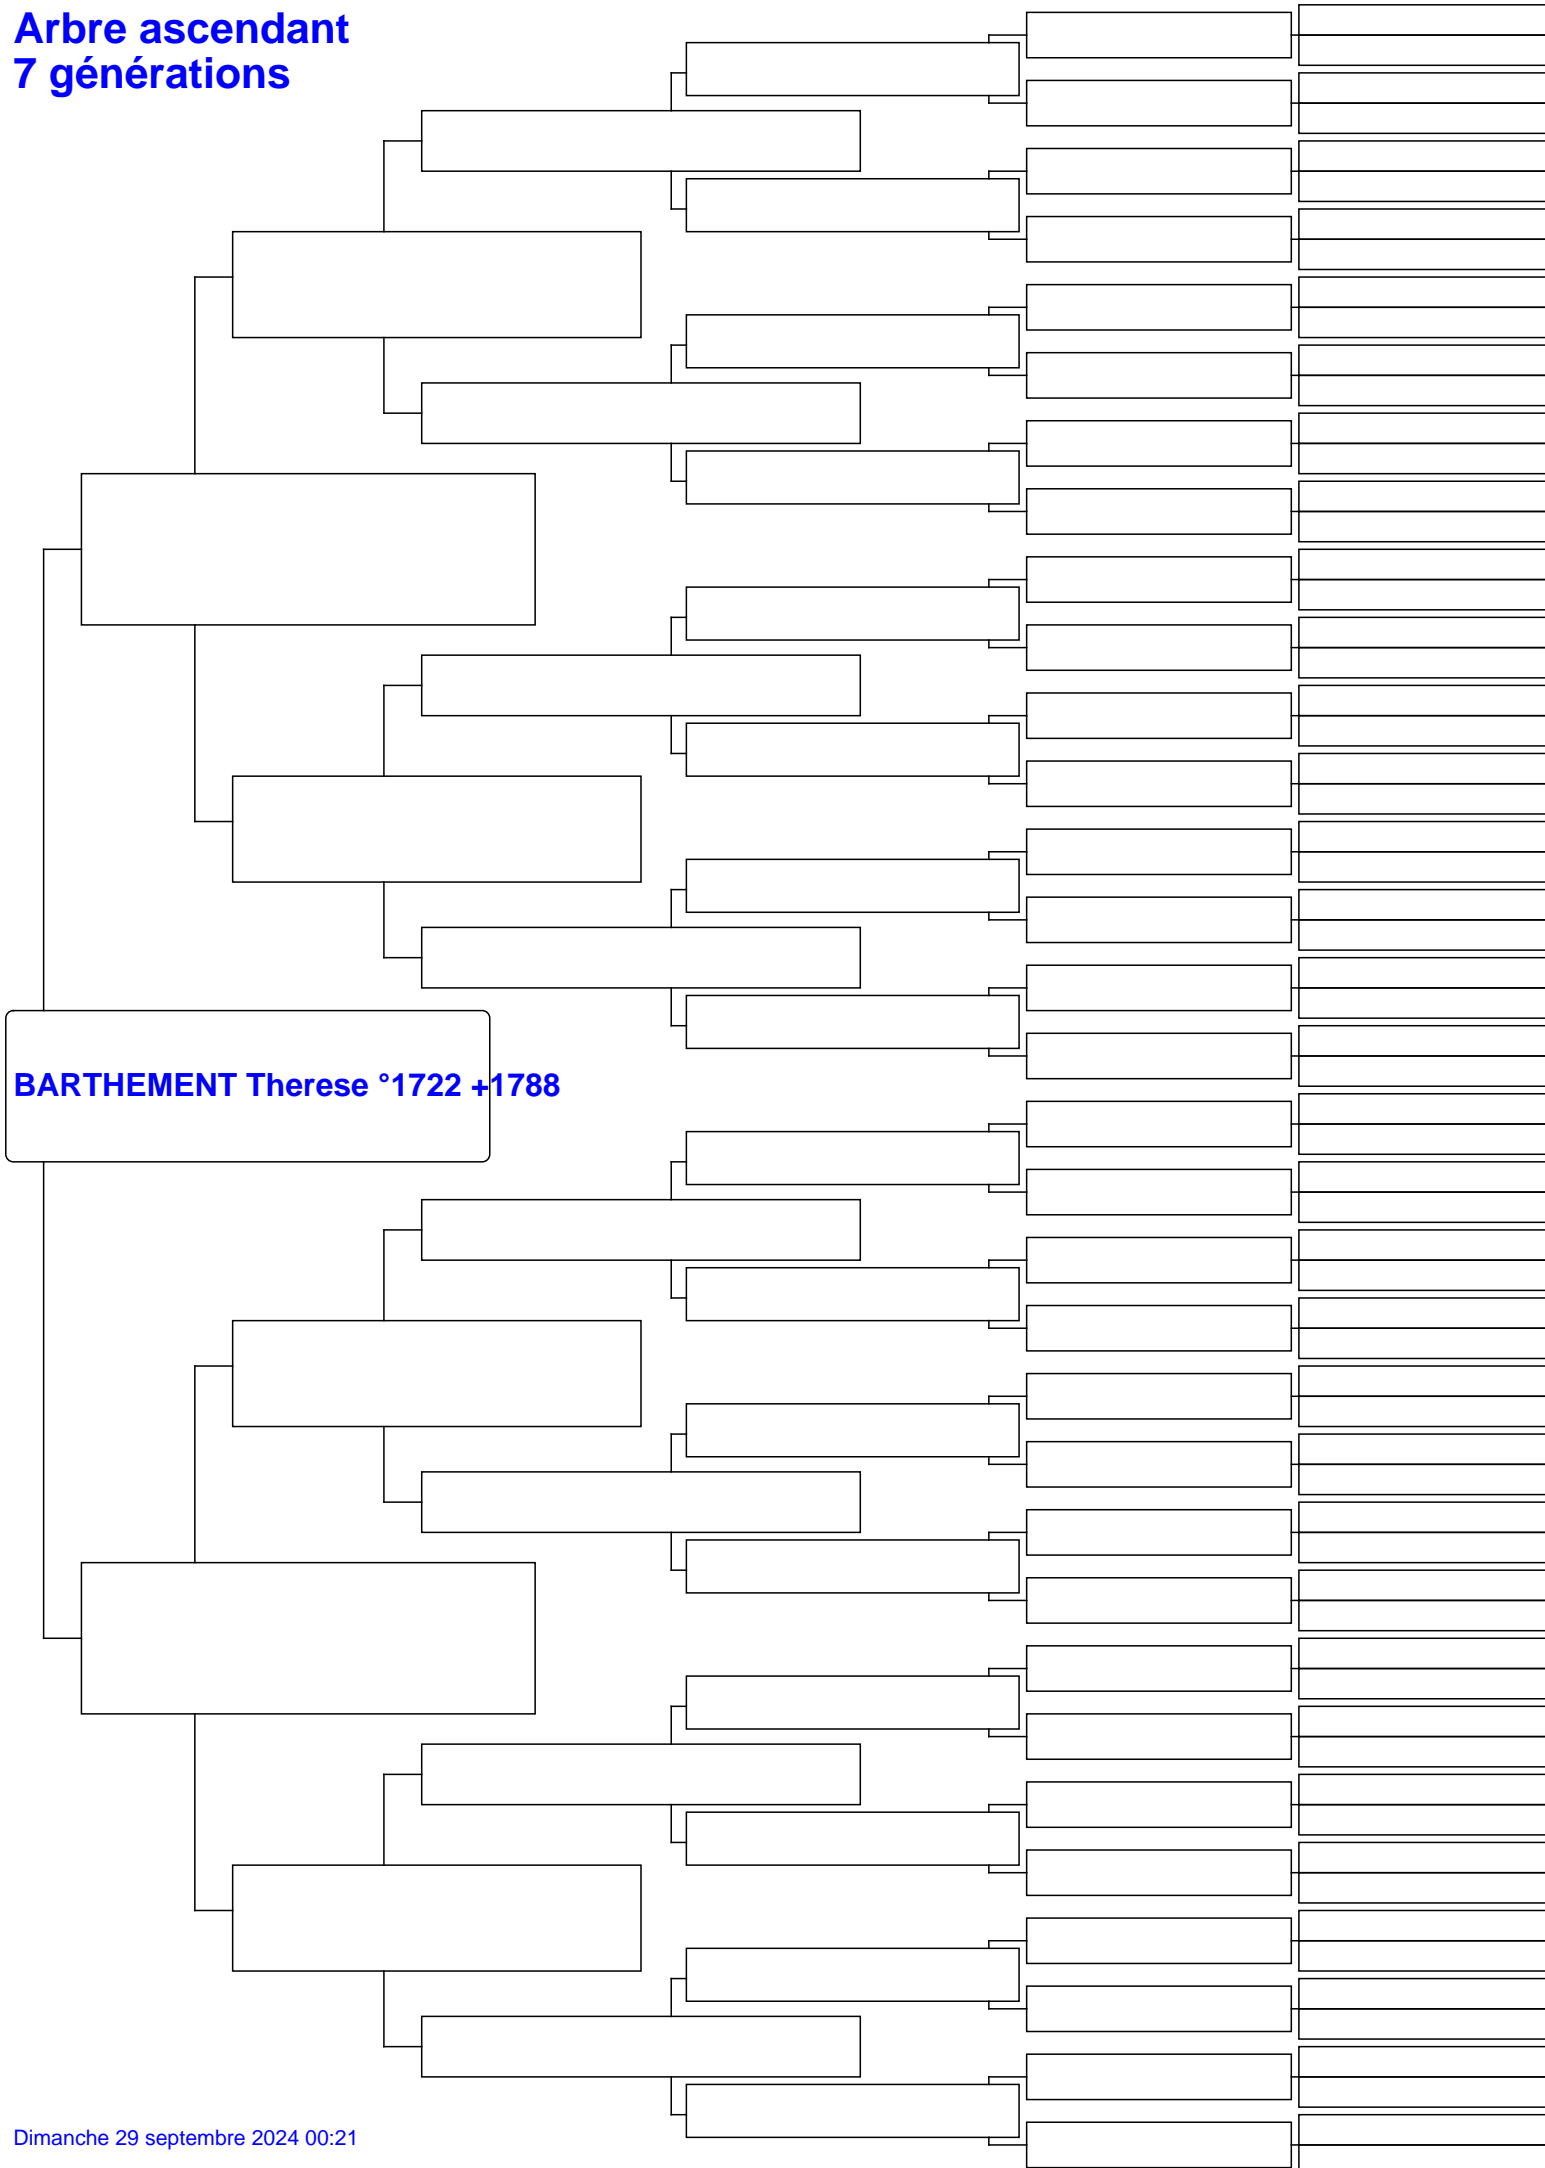 Arbre ascendant
7 générations
BARTHEMENT Therese °1722 +1788
Dimanche 29 septembre 2024 00:21